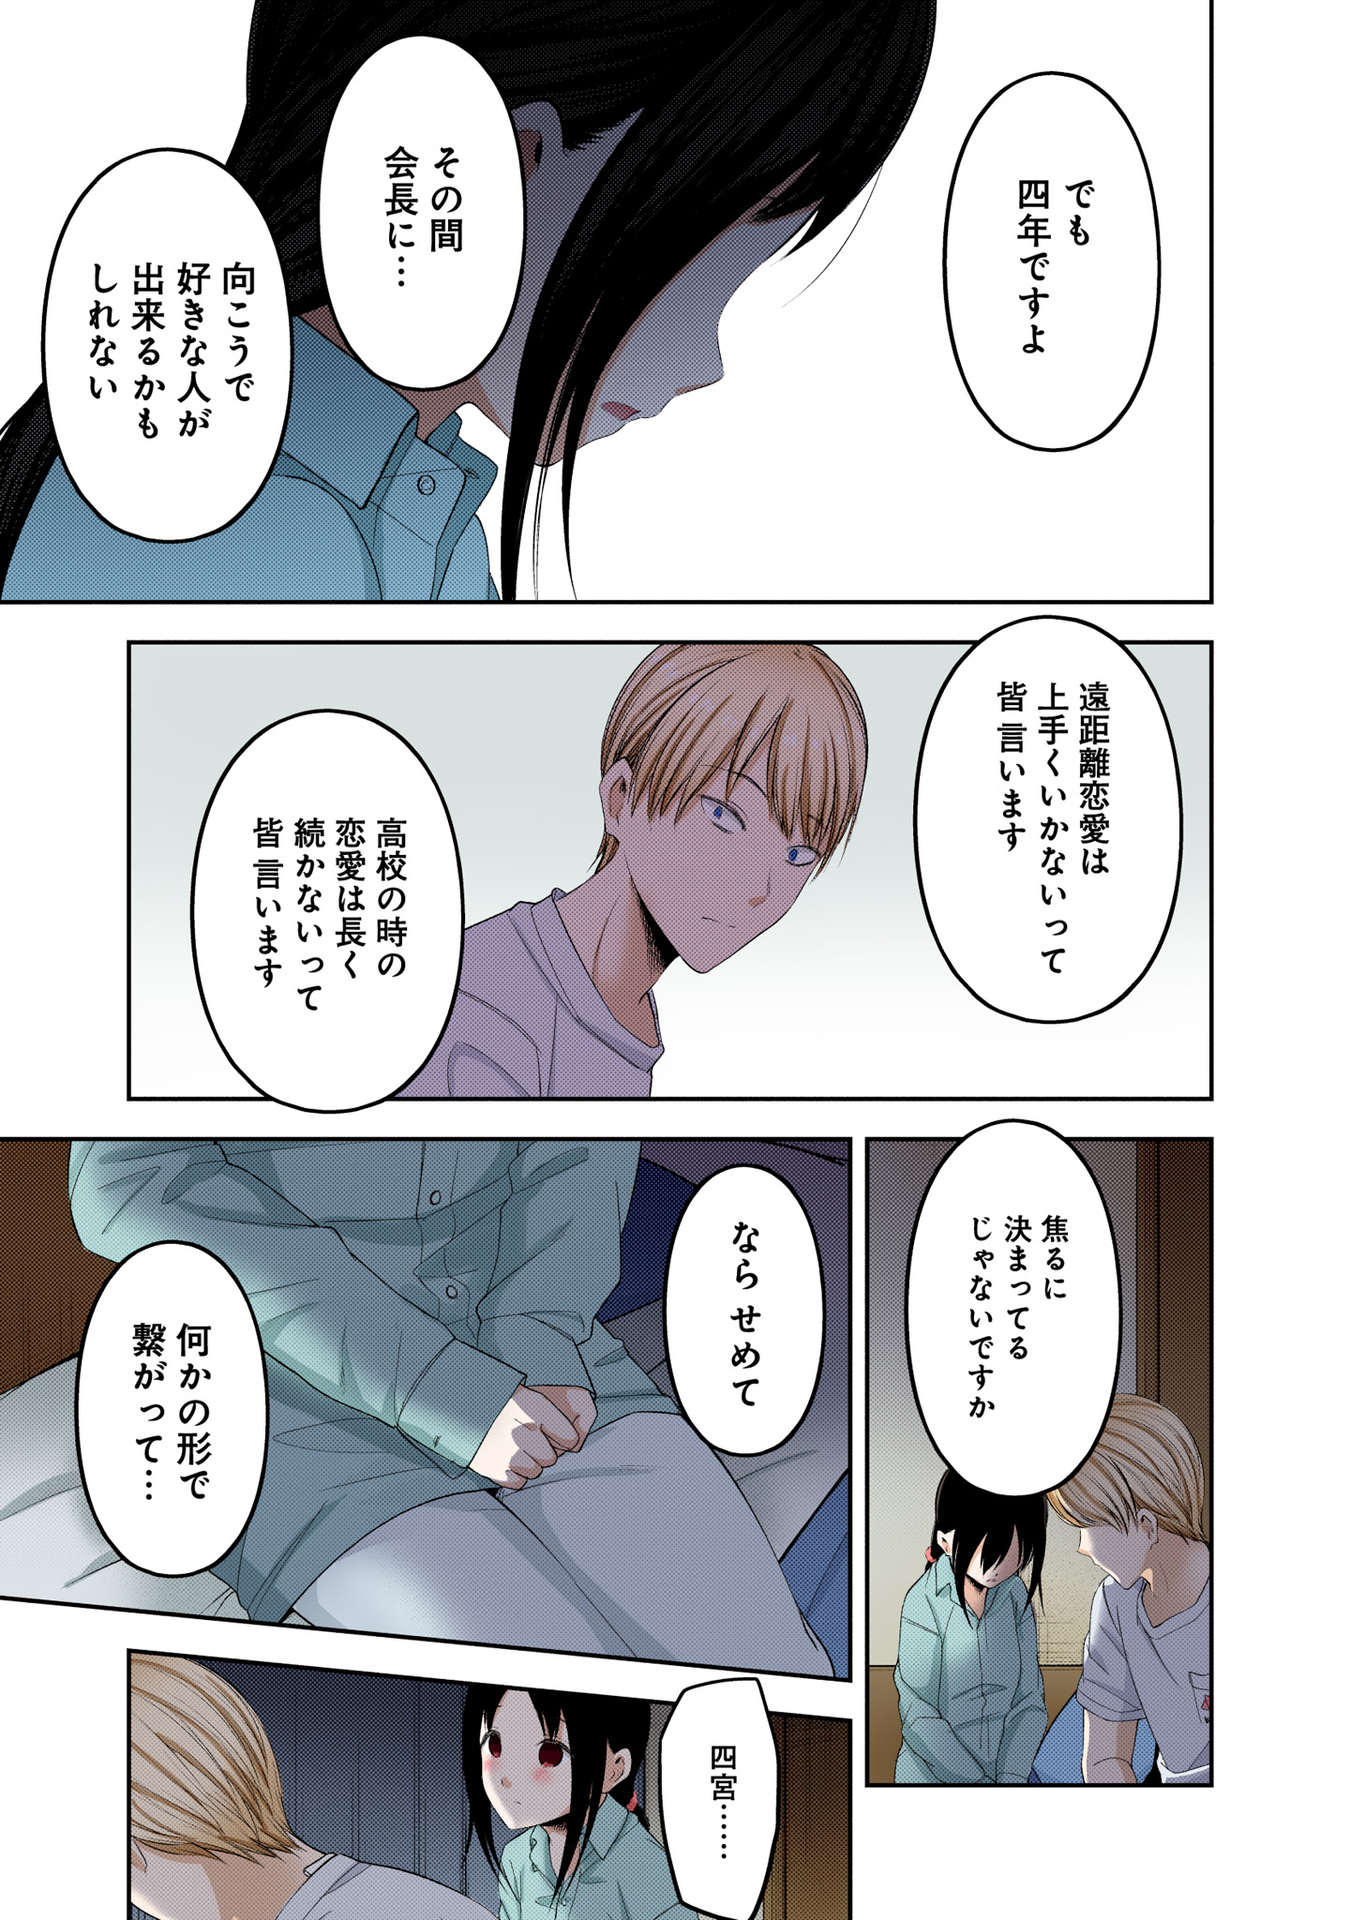 でも
四年ですよ
その間
会長に…
向こうで
好きな人が
出来るかも
しれない
遠距離恋愛は
上手くいかないって
皆言います
高校の時の
恋愛は長く
続かないって
皆言います
焦るに
決まってる
じゃないですか
ならせめて
何かの形で
繋がって…
四宮……